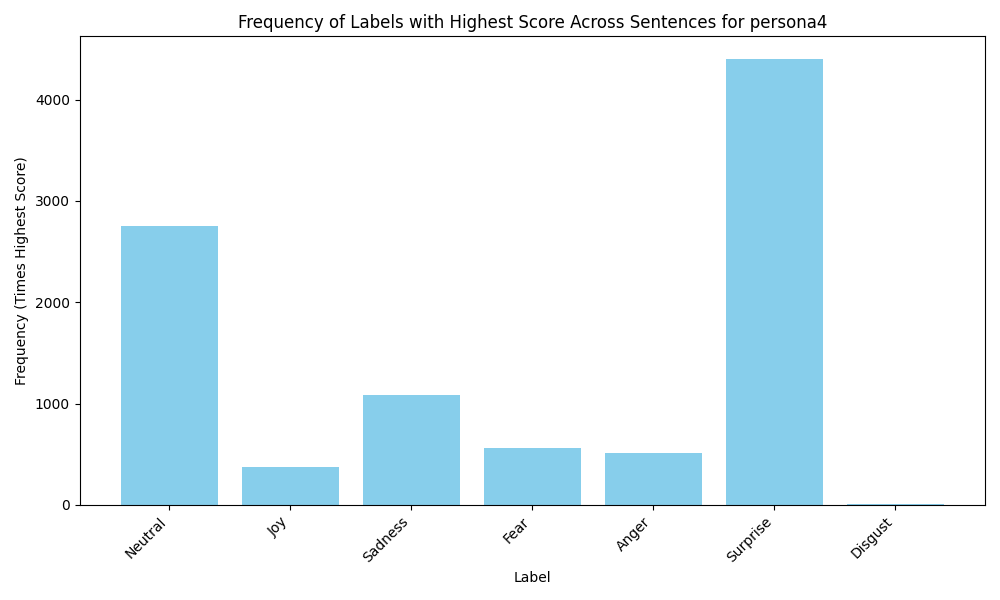 Frequency of Labels with Highest Score Across Sentences for persona4
Frequency (Times Highest Score)
4000
3000
2000
1000
0
Neutral
Joy
Sadness
Fear
Anger
Surprise
Disgust
Label